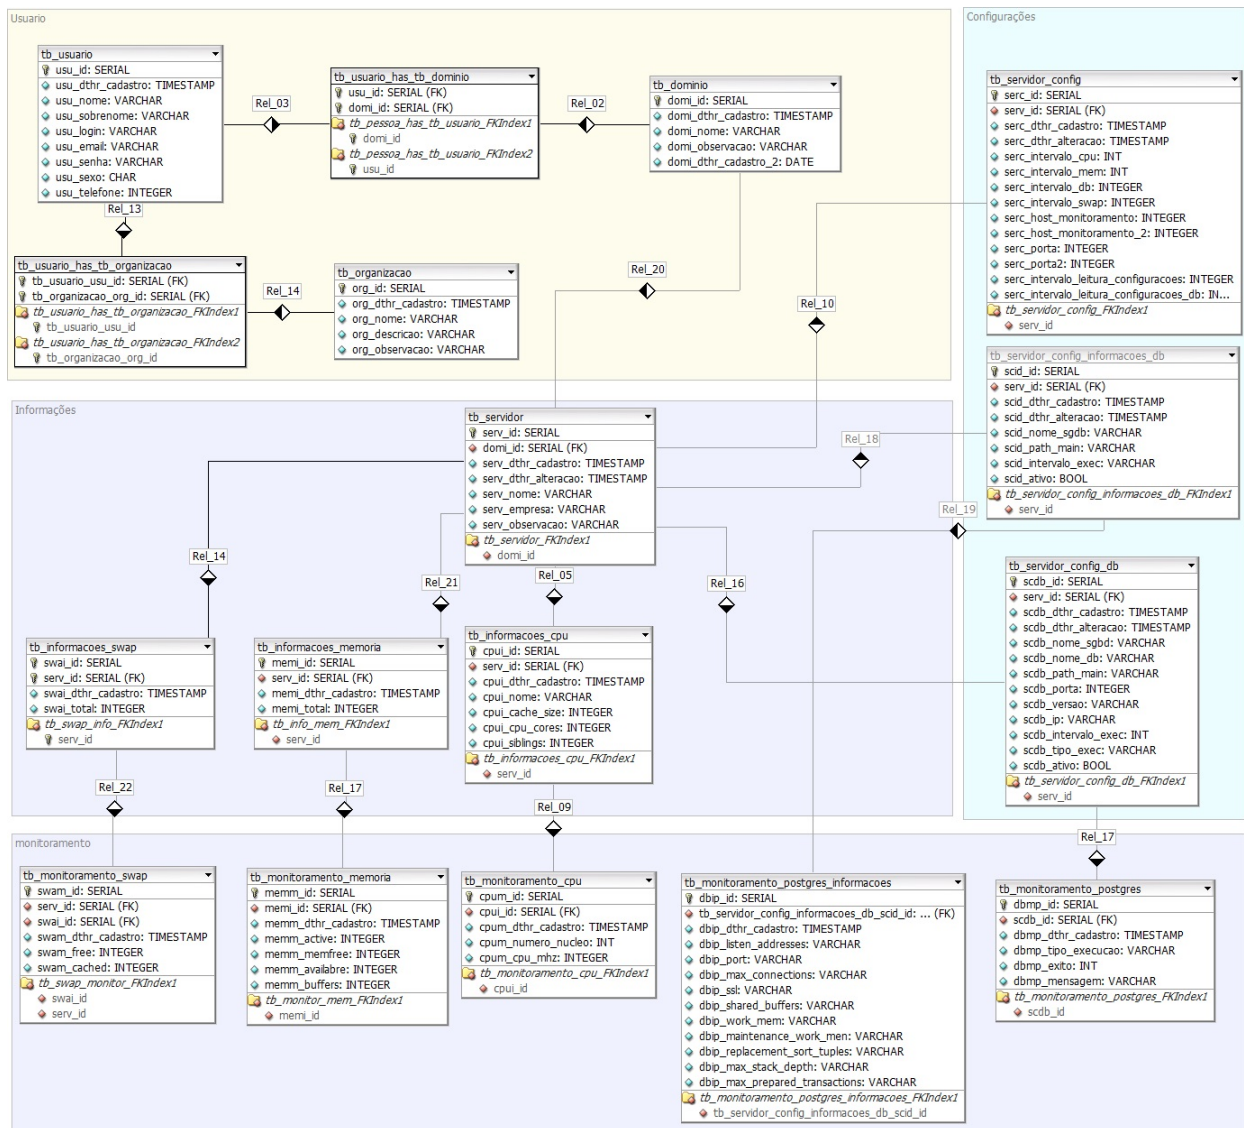 Usuario
tb_usuario
usu_id: SERIAL
usu_dthr_cadastro: TIMESTAMP
usu_nome: VARCHAR
usu_sobrenome: VARCHAR
usu_login: VARCHAR
usu_email: VARCHAR
usu_senha: VARCHAR
usu_sexo: CHAR
usu_telefone: INTEGER
Rel_03
tb_usuario_has_tb_dominio
usu_id: SERIAL (FK)
domi_id: SERIAL (FK)
tb_pessoa_has_tb_usuario_FKIndex1
domi_id
tb_pessoa_has_tb_usuario_FKIndex2
usu_id
Rel_02
tb_dominio
domi_id: SERIAL
domi_dthr_cadastro: TIMESTAMP
domi_nome: VARCHAR
domi_observacao: VARCHAR
domi_dthr_cadastro_2: DATE
Rel_13
tb_usuario_has_tb_organizacao
tb_usuario_usu_id: SERIAL (FK)
tb_organizacao_org_id: SERIAL (FK)
tb_usuario_has_tb_organizacao_FKIndex1
tb_usuario_usu_id
tb_usuario_has_tb_organizacao_FKIndex2
tb_organizacao_org_id
Rel_14
tb_organizacao
org_id: SERIAL
org_dthr_cadastro: TIMESTAMP
org_nome: VARCHAR
org_descricao: VARCHAR
org_observacao: VARCHAR
Rel_20
Rel_10
Configurações
tb_servidor_config
serc_id: SERIAL
serv_id: SERIAL (FK)
serc_dthr_cadastro: TIMESTAMP
serc_dthr_alteracao: TIMESTAMP
serc_intervalo_cpu: INT
serc_intervalo_mem: INT
serc_intervalo_db: INTEGER
serc_intervalo_swap: INTEGER
serc_host_monitoramento: INTEGER
serc_host_monitoramento_2: INTEGER
serc_porta: INTEGER
serc_porta2: INTEGER
serc_intervalo_leitura_configuracoes: INTEGER
serc_intervalo_leitura_configuracoes_db: IN...
tb_servidor_config_FKIndex1
serv_id
tb_servidor_config_informacoes_db
scid_id: SERIAL
serv_id: SERIAL (FK)
scid_dthr_cadastro: TIMESTAMP
scid_dthr_alteracao: TIMESTAMP
scid_nome_sgdb: VARCHAR
scid_path_main: VARCHAR
scid_intervalo_exec: VARCHAR
scid_ativo: BOOL
tb_servidor_config_informacoes_db_FKIndex1
serv_id
Rel_18
Rel_19
tb_servidor_config_db
scdb_id: SERIAL
serv_id: SERIAL (FK)
scdb_dthr_cadastro: TIMESTAMP
scdb_dthr_alteracao: TIMESTAMP
scdb_nome_sgbd: VARCHAR
scdb_nome_db: VARCHAR
scdb_path_main: VARCHAR
scdb_porta: INTEGER
scdb_versao: VARCHAR
scdb_ip: VARCHAR
scdb_intervalo_exec: INT
scdb_tipo_exec: VARCHAR
scdb_ativo: BOOL
tb_servidor_config_db_FKIndex1
serv_id
Informações
tb_servidor
serv_id: SERIAL
domi_id: SERIAL (FK)
serv_dthr_cadastro: TIMESTAMP
serv_dthr_alteracao: TIMESTAMP
serv_nome: VARCHAR
serv_empresa: VARCHAR
serv_observacao: VARCHAR
tb_servidor_FKIndex1
domi_id
Rel_14
Rel_21
Rel_05
Rel_16
tb_informacoes_swap
swai_id: SERIAL
serv_id: SERIAL (FK)
swai_dthr_cadastro: TIMESTAMP
swai_total: INTEGER
tb_swap_info_FKIndex1
serv_id
tb_informacoes_memoria
memi_id: SERIAL
serv_id: SERIAL (FK)
memi_dthr_cadastro: TIMESTAMP
memi_total: INTEGER
tb_info_mem_FKIndex1
serv_id
tb_informacoes_cpu
cpui_id: SERIAL
serv_id: SERIAL (FK)
cpui_dthr_cadastro: TIMESTAMP
cpui_nome: VARCHAR
cpui_cache_size: INTEGER
cpui_cpu_cores: INTEGER
cpui_siblings: INTEGER
tb_informacoes_cpu_FKIndex1
serv_id
Rel_22
Rel_17
Rel_09
Rel_17
monitoramento
tb_monitoramento_swap
swam_id: SERIAL
serv_id: SERIAL (FK)
swai_id: SERIAL (FK)
swam_dthr_cadastro: TIMESTAMP
swam_free: INTEGER
swam_cached: INTEGER
tb_swap_monitor_FKIndex1
swai_id
serv_id
tb_monitoramento_memoria
memm_id: SERIAL
memi_id: SERIAL (FK)
memm_dthr_cadastro: TIMESTAMP
memm_active: INTEGER
memm_memfree: INTEGER
memm_availabre: INTEGER
memm_buffers: INTEGER
tb_monitor_mem_FKIndex1
memi_id
tb_monitoramento_cpu
cpum_id: SERIAL
cpui_id: SERIAL (FK)
cpum_dthr_cadastro: TIMESTAMP
cpum_numero_nucleo: INT
cpum_cpu_mhz: INTEGER
tb_monitoramento_cpu_FKIndex1
cpui_id
tb_monitoramento_postgres_informacoes
dbip_id: SERIAL
tb_servidor_config_informacoes_db_scid_id: ... (FK)
dbip_dthr_cadastro: TIMESTAMP
dbip_listen_addresses: VARCHAR
dbip_port: VARCHAR
dbip_max_connections: VARCHAR
dbip_ssl: VARCHAR
dbip_shared_buffers: VARCHAR
dbip_work_mem: VARCHAR
dbip_maintenance_work_men: VARCHAR
dbip_replacement_sort_tuples: VARCHAR
dbip_max_stack_depth: VARCHAR
dbip_max_prepared_transactions: VARCHAR
tb_monitoramento_postgres_informacoes_FKIndex1
tb_servidor_config_informacoes_db_scid_id
tb_monitoramento_postgres
dbmp_id: SERIAL
scdb_id: SERIAL (FK)
dbmp_dthr_cadastro: TIMESTAMP
dbmp_tipo_execucao: VARCHAR
dbmp_exito: INT
dbmp_mensagem: VARCHAR
tb_monitoramento_postgres_FKIndex1
scdb_id